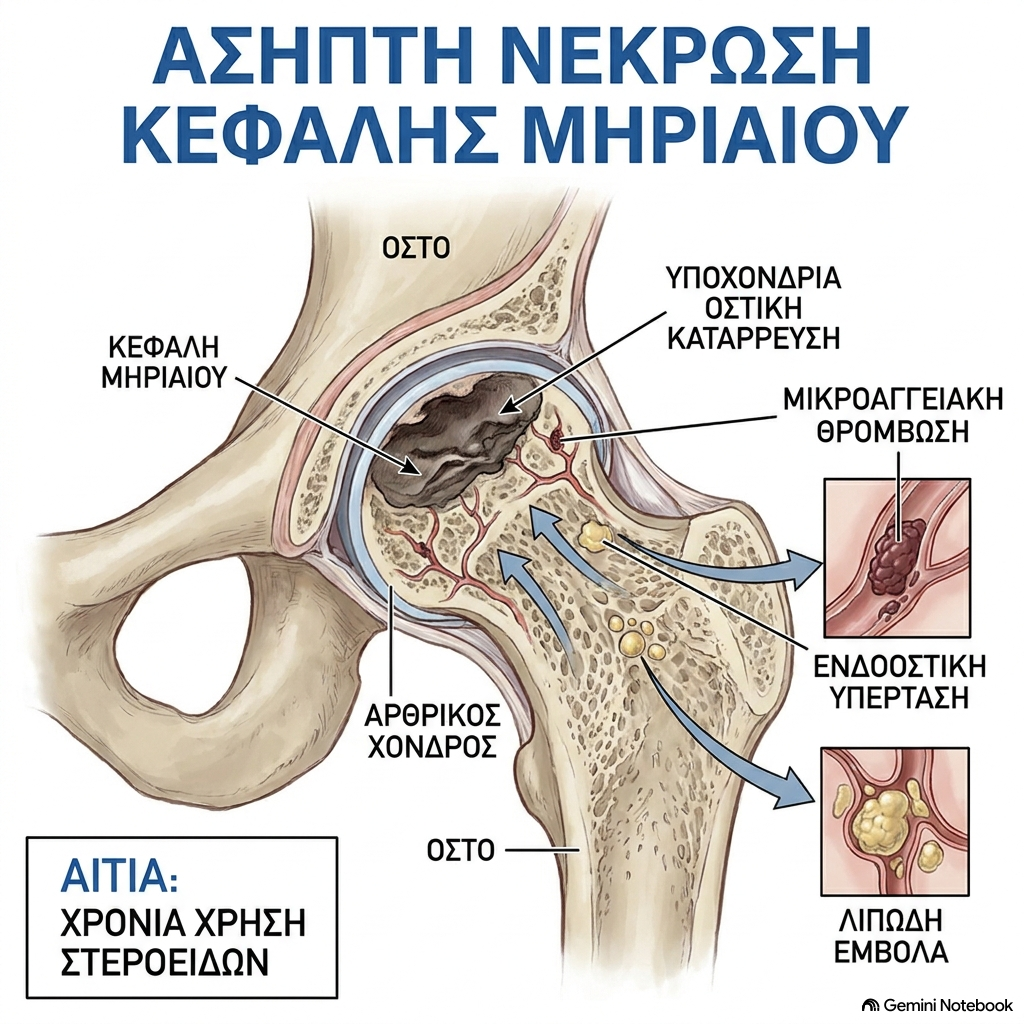 ΑΣΗΠΤΗ ΝΕΚΡΩΣΗ
ΚΕΦΑΛΗΣ ΜΗΡΙΑΙΟΥ
ΟΣΤΟ
ΥΠΟΧΟΝΔΡΙΑ
ΟΣΤΙΚΗ
ΚΑΤΑΡΡΕΥΣΗ
ΚΕΦΑΛΗ
ΜΗΡΙΑΙΟΥ
ΜΙΚΡΟΑΓΓΕΙΑΚΗ
ΘΡΟΜΒΩΣΗ
ΕΝΔΟΟΣΤΙΚΗ
ΥΠΕΡΤΑΣΗ
ΑΡΘΡΙΚΟΣ
ΧΟΝΔΡΟΣ
ΟΣΤΟ
ΑΙΤΙΑ:
ΧΡΟΝΙΑ ΧΡΗΣΗ
ΣΤΕΡΟΕΙΔΩΝ
ΛΙΠΩΔΗ
ΕΜΒΟΛΑ
Gemini Notebook